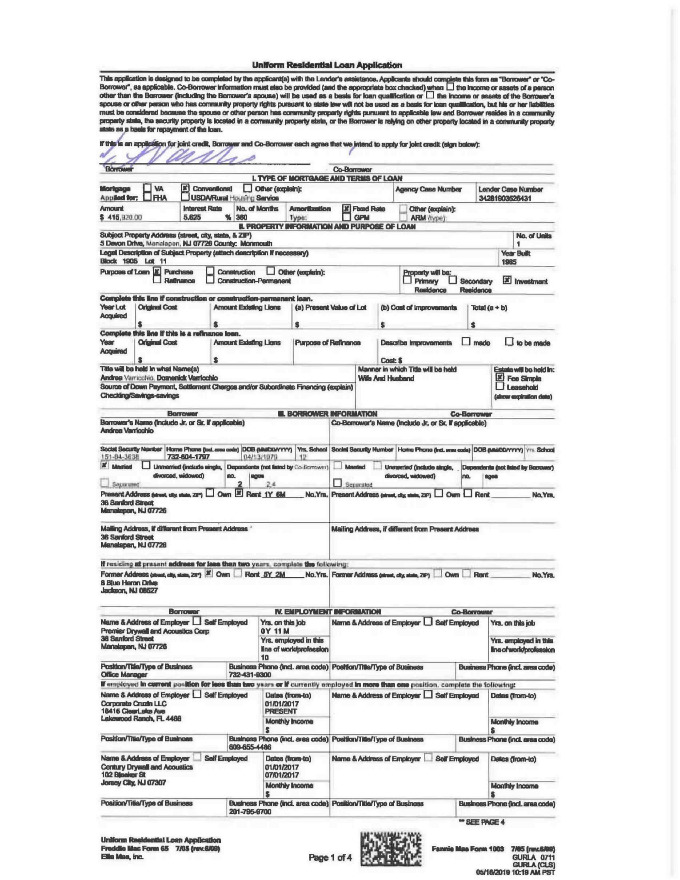 Uniform Residential Loan Application
This application is designed to be completed by the applicant(s) with the Lender's assistance. Applicants should complete this form as "Borrower" or "Co-
Borrower", as applicable. Co-Borrower information must also be provided (and the appropriate box checked) when the income or assets of a person
other than the Borrower (including the Borrower's spouse) will be used as a basis for loan qualification or the income or assets of the Borrower's
spouse or other person who has community property rights pursuant to state law will not be used as a basis for loan qualification, but his or her liabilities
must be considered because the spouse or other person has community property rights pursuant to applicable law and Borrower resides in a community
property state, the security property is located in a community property state, or the Borrower is relying on other property located in a community property
state as a basis for repayment of the loan.
If this is an application for joint credit, Borrower and Co-Borrower each agree that we intend to apply for joint credit (sign below):
Borrower Co-Borrower
I. TYPE OF MORTGAGE AND TERMS OF LOAN
Mortgage VA Conventional Other (explain): Agency Case Number Lender Case Number
Applied for: FHA USDA/Rural Housing Service 34281903626431
Amount Interest Rate No. of Months Amortization Fixed Rate Other (explain):
$ 416,920.00 5.625 % 360 Type: GPM ARM (type):
II. PROPERTY INFORMATION AND PURPOSE OF LOAN
Subject Property Address (street, city, state, & ZIP) No. of Units
5 Devon Drive, Manalapan, NJ 07726 County: Monmouth 1
Legal Description of Subject Property (attach description if necessary) Year Built
Block 1905 Lot 11 1985
Purpose of Loan Purchase Construction Other (explain): Property will be:
Refinance Construction-Permanent Primary Residence Secondary Residence Investment
Complete this line if construction or construction-permanent loan.
Year Lot Original Cost Amount Existing Liens (a) Present Value of Lot (b) Cost of Improvements Total (a + b)
Acquired
$ $ $ $ $
Complete this line if this is a refinance loan.
Year Original Cost Amount Existing Liens Purpose of Refinance Describe Improvements made to be made
Acquired
$ $ Cost: $
Title will be held in what Name(s) Manner in which Title will be held Estate will be held in:
Andrea Varricchio, Domenick Varricchio Wife And Husband Fee Simple
Source of Down Payment, Settlement Charges and/or Subordinate Financing (explain) Leasehold
Checking/Savings-savings (show expiration date)
Borrower III. BORROWER INFORMATION Co-Borrower
Borrower's Name (include Jr. or Sr. if applicable) Co-Borrower's Name (include Jr. or Sr. if applicable)
Andrea Varricchio
Social Security Number Home Phone (incl. area code) DOB (MM/DD/YYYY) Yrs. School Social Security Number Home Phone (incl. area code) DOB (MM/DD/YYYY) Yrs. School
732-604-1797 04/13/1979 12
Married Unmarried (include single, Dependents (not listed by Co-Borrower) Married Unmarried (include single, Dependents (not listed by Borrower)
divorced, widowed) no. ages divorced, widowed) no. ages
Separated 2 2,4 Separated
Present Address (street, city, state, ZIP) Own Rent 1Y 6M No.Yrs. Present Address (street, city, state, ZIP) Own Rent No.Yrs.
36 Sanford Street
Manalapan, NJ 07726
Mailing Address, if different from Present Address Mailing Address, if different from Present Address
36 Sanford Street
Manalapan, NJ 07726
If residing at present address for less than two years, complete the following:
Former Address (street, city, state, ZIP) Own Rent 5Y 2M No.Yrs. Former Address (street, city, state, ZIP) Own Rent No.Yrs.
8 Blue Heron Drive
Jackson, NJ 08527
Borrower IV. EMPLOYMENT INFORMATION Co-Borrower
Name & Address of Employer Self Employed Yrs. on this job Name & Address of Employer Self Employed Yrs. on this job
Premier Drywall and Acoustics Corp 0Y 11M
36 Sanford Street Yrs. employed in this Yrs. employed in this
Manalapan, NJ 07726 line of work/profession line of work/profession
10
Position/Title/Type of Business Business Phone (incl. area code) Position/Title/Type of Business Business Phone (incl. area code)
Office Manager 732-431-9300
If employed in current position for less than two years or if currently employed in more than one position, complete the following:
Name & Address of Employer Self Employed Dates (from-to) Name & Address of Employer Self Employed Dates (from-to)
Corporate Cruzin LLC 01/01/2017
16416 ClearLake Ave PRESENT
Lakewood Ranch, FL 4466 Monthly Income Monthly Income
$ $
Position/Title/Type of Business Business Phone (incl. area code) Position/Title/Type of Business Business Phone (incl. area code)
609-655-4486
Name & Address of Employer Self Employed Dates (from-to) Name & Address of Employer Self Employed Dates (from-to)
Century Drywall and Acoustics 01/01/2017
102 Bleeker St 07/01/2017
Jersey City, NJ 07307 Monthly Income Monthly Income
$ $
Position/Title/Type of Business Business Phone (incl. area code) Position/Title/Type of Business Business Phone (incl. area code)
201-795-9700
** SEE PAGE 4
Uniform Residential Loan Application
Freddie Mac Form 65 7/05 (rev.6/09) Fannie Mae Form 1003 7/05 (rev.6/09)
Ellie Mae, Inc. Page 1 of 4 GURLA 0711
GURLA (CLS)
05/16/2019 10:19 AM PST